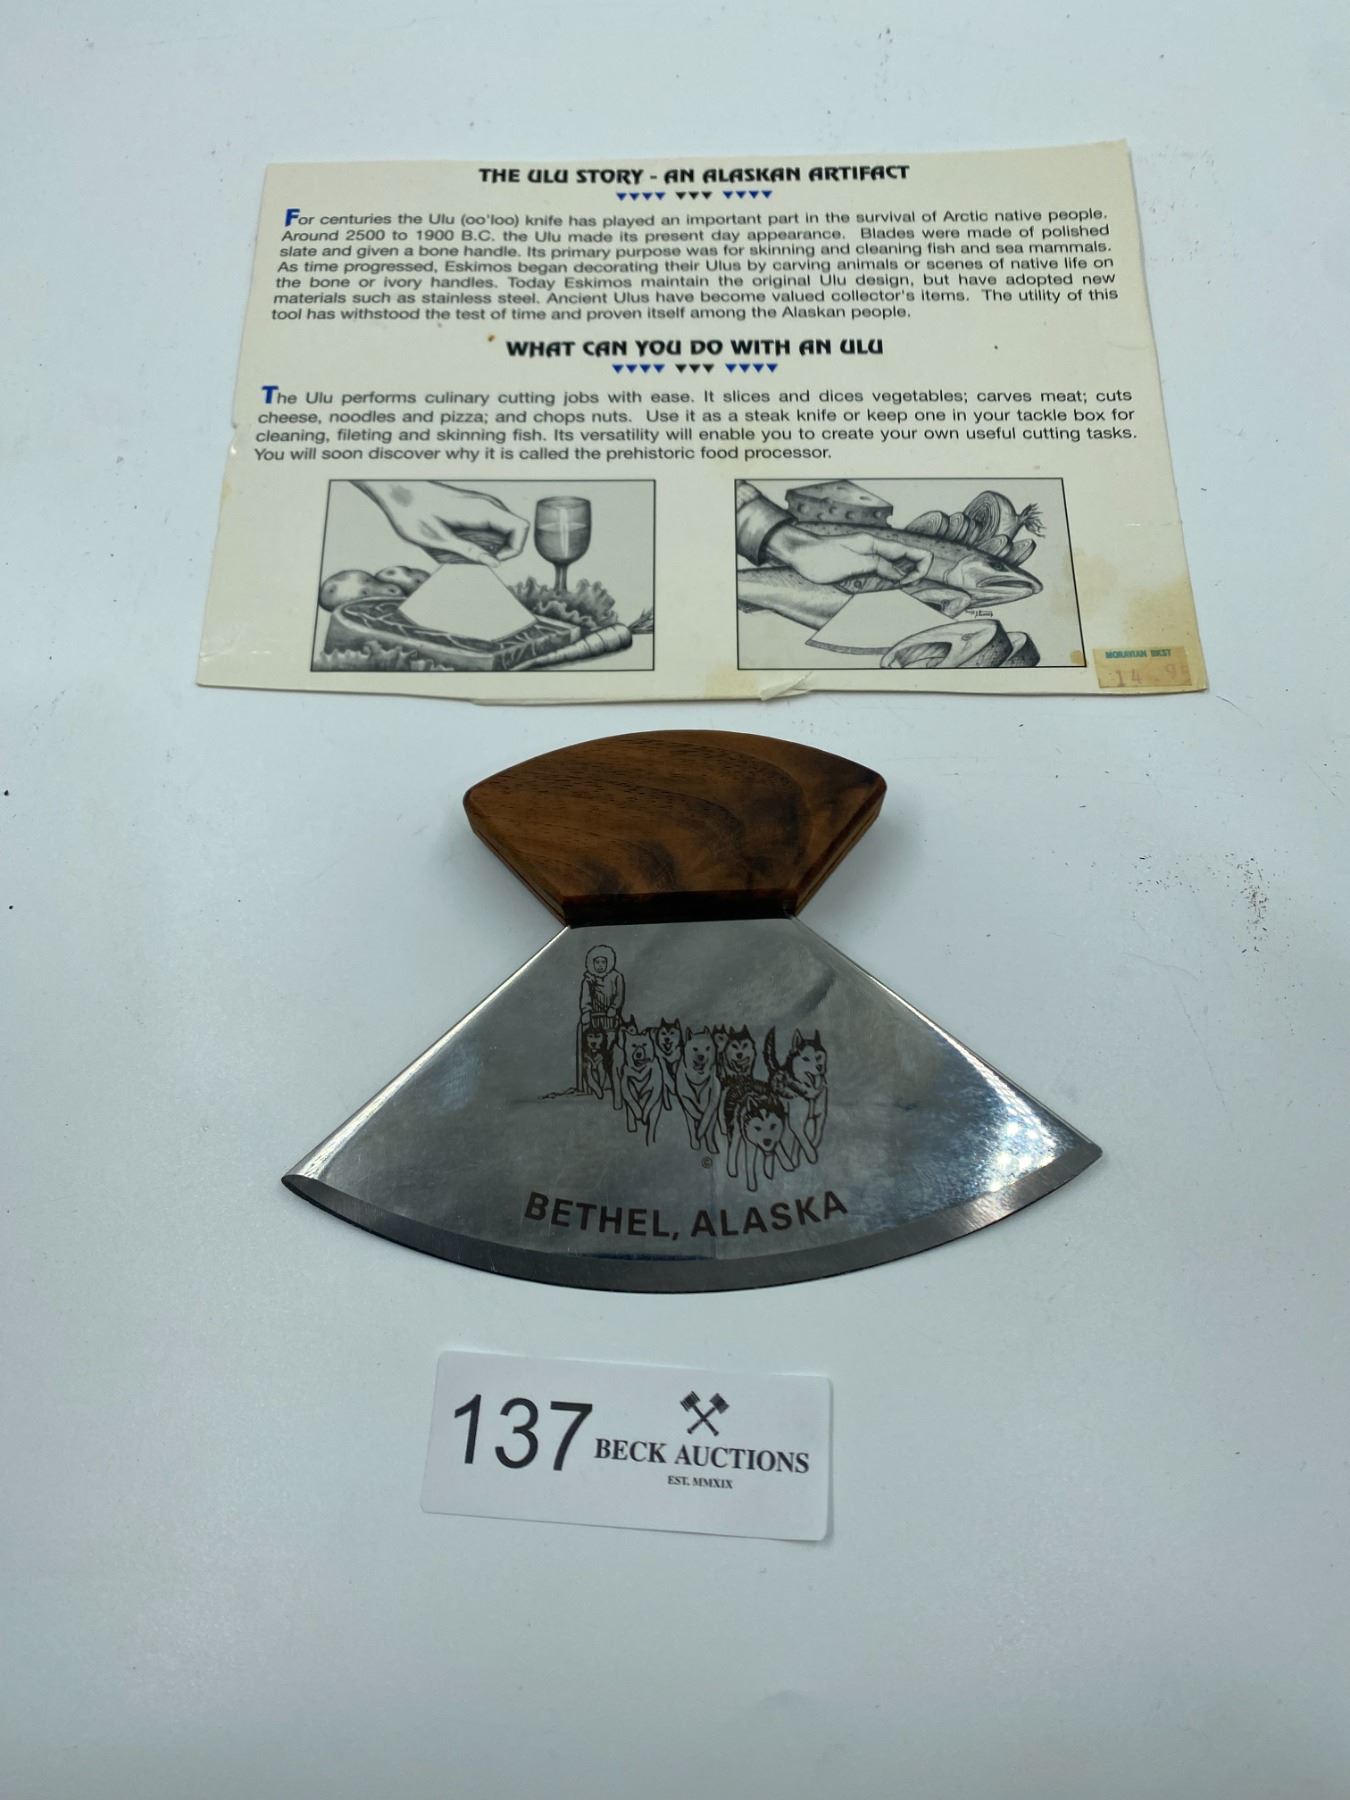 THE ULU STORY - AN ALASKAN ARTIFACT
For centuries the Ulu (oo'loo) knife has played an important part in the survival of Arctic native people.
Around 2500 to 1900 B.C. the Ulu made its present day appearance. Blades were made of polished
slate and given a bone handle. Its primary purpose was for skinning and cleaning fish and sea mammals.
As time progressed, Eskimos began decorating their Ulus by carving animals or scenes of native life on
the bone or ivory handles. Today Eskimos maintain the original Ulu design, but have adopted new
materials such as stainless steel. Ancient Ulus have become valued collector's items. The utility of this
tool has withstood the test of time and proven itself among the Alaskan people.
WHAT CAN YOU DO WITH AN ULU
The Ulu performs culinary cutting jobs with ease. It slices and dices vegetables; carves meat; cuts
cheese, noodles and pizza; and chops nuts. Use it as a steak knife or keep one in your tackle box for
cleaning, fileting and skinning fish. Its versatility will enable you to create your own useful cutting tasks.
You will soon discover why it is called the prehistoric food processor.
MORAVIAN BKST
14.95
©
BETHEL, ALASKA
137
BECK AUCTIONS
EST. MMXIX